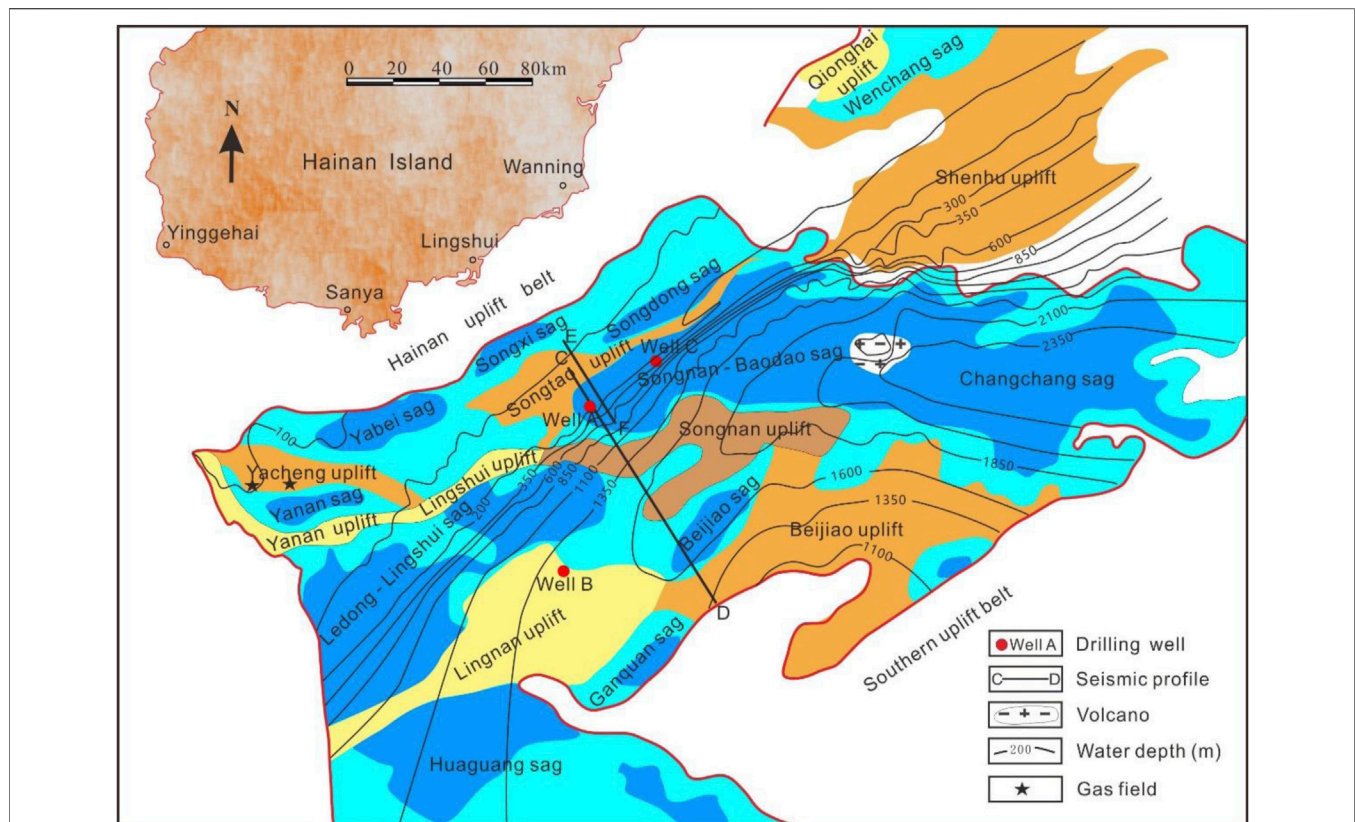 0 20 40 60 80km
N
Hainan Island
Wanning
Yinggehai
Lingshui
Sanya
Qionghai
uplift
Wenchang sag
Shenhu uplift
300
350
600
850
Hainan uplift belt
Songxi sag
Songdong sag
2100
2350
E
C
Songtao uplift
Well C
Songnan - Baodao sag
Changchang sag
Yabei sag
100
Well A
F
Songnan uplift
Yacheng uplift
Lingshui uplift
Yanan sag
Yanan uplift
200
350
600
850
1100
1350
1850
1600
1350
1100
Beijiao sag
Beijiao uplift
Ledong - Lingshui sag
Well B
D
Lingnan uplift
Ganquan sag
Southern uplift belt
Huaguang sag
Well A Drilling well
C D Seismic profile
- + - Volcano
200 Water depth (m)
Gas field